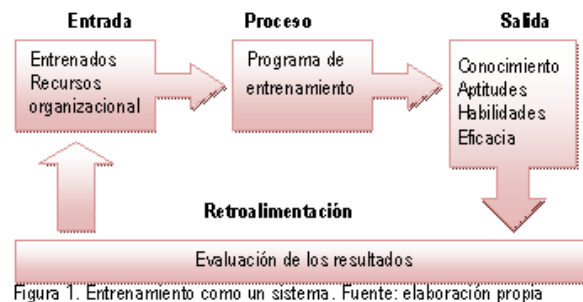 Entrada
Proceso
Salida
Entrenados
Recursos
organizacional
Programa de
entrenamiento
Conocimiento
Aptitudes
Habilidades
Eficacia
Retroalimentación
Evaluación de los resultados
Figura 1. Entrenamiento como un sistema. Fuente: elaboración propia